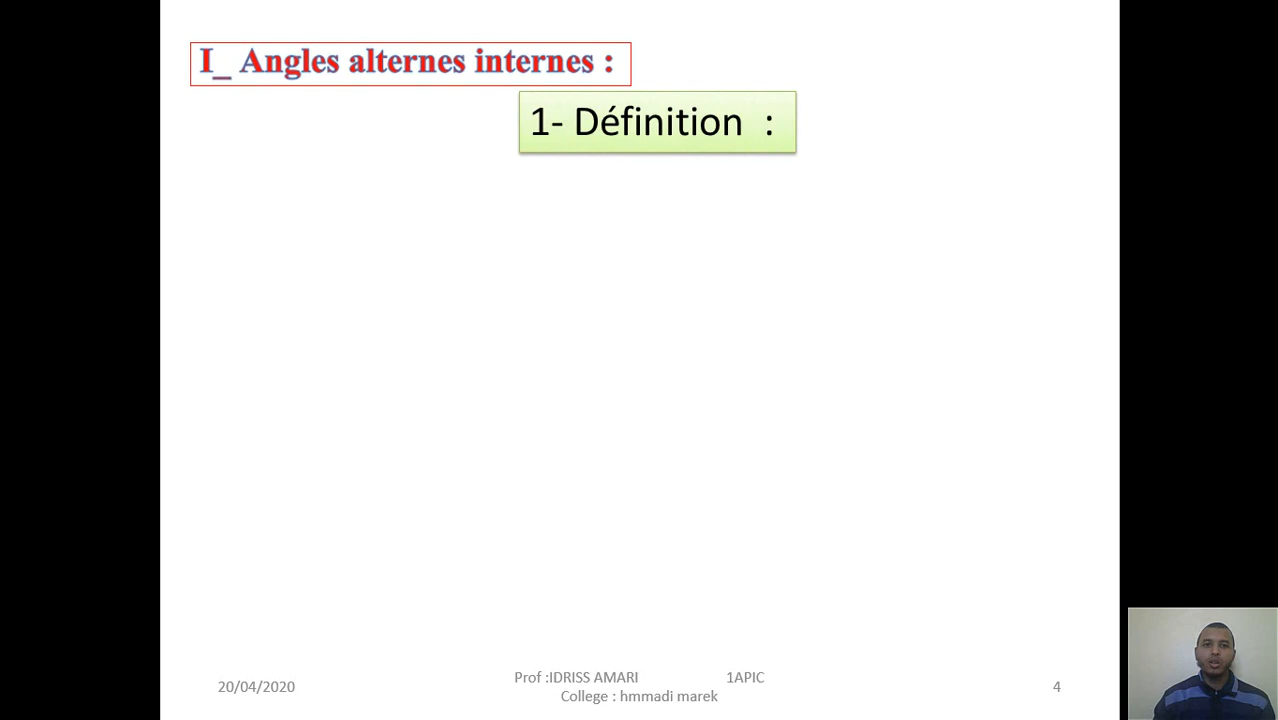 I_ Angles alternes internes :
1- Définition :
20/04/2020
Prof :IDRISS AMARI 1APIC
College : hmmadi marek
4